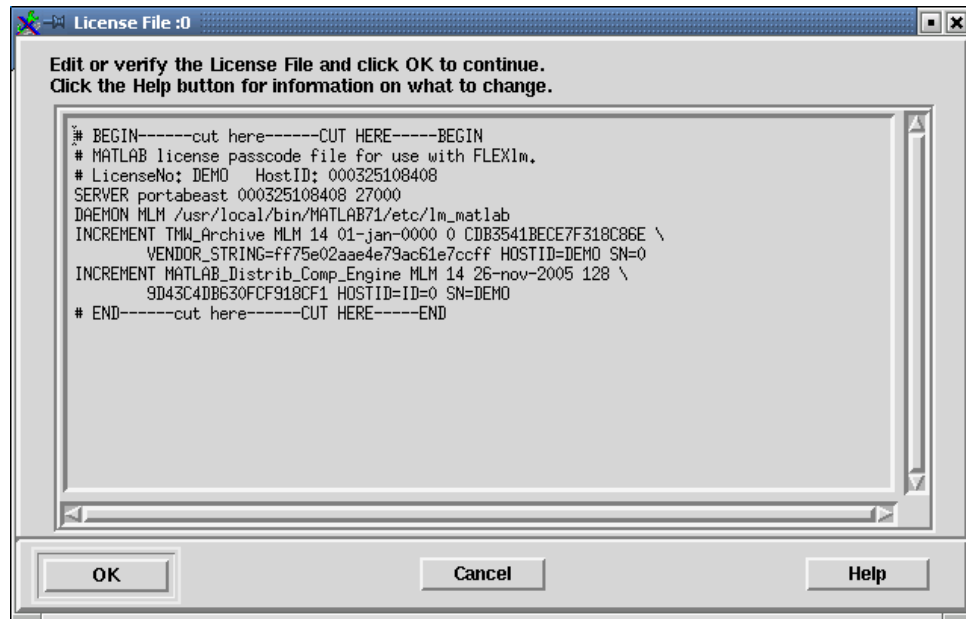 License File :0
Edit or verify the License File and click OK to continue.
Click the Help button for information on what to change.
# BEGIN------cut here------CUT HERE-----BEGIN
# MATLAB license passcode file for use with FLEXlm.
# LicenseNo: DEMO   HostID: 000325108408
SERVER portabeast 000325108408 27000
DAEMON MLM /usr/local/bin/MATLAB71/etc/lm_matlab
INCREMENT TMW_Archive MLM 14 01-jan-0000 0 CDB3541BECE7F318C86E \
        VENDOR_STRING=ff75e02aae4e79ac61e7ccff HOSTID=DEMO SN=0
INCREMENT MATLAB_Distrib_Comp_Engine MLM 14 26-nov-2005 128 \
        9D43C4DB630FCF918CF1 HOSTID=ID=0 SN=DEMO
# END------cut here------CUT HERE-----END
OK Cancel Help